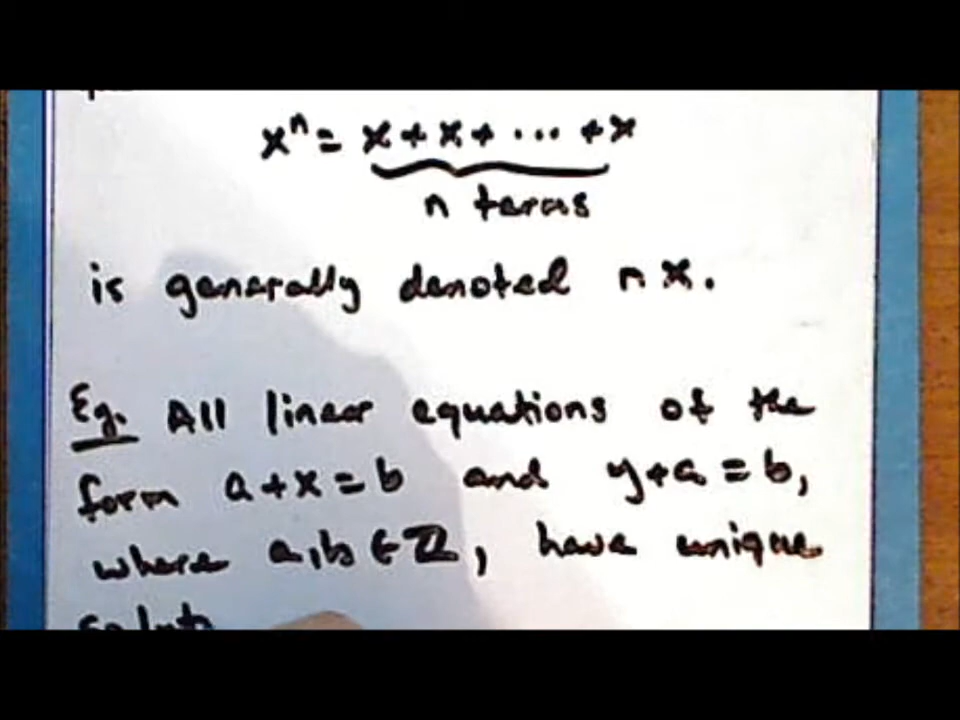 xⁿ = x + x + ... + x
n terms
is generally denoted nx.
Eg. All linear equations of the
form a+x=b and y+a=b,
where a,b∈ℤ, have unique